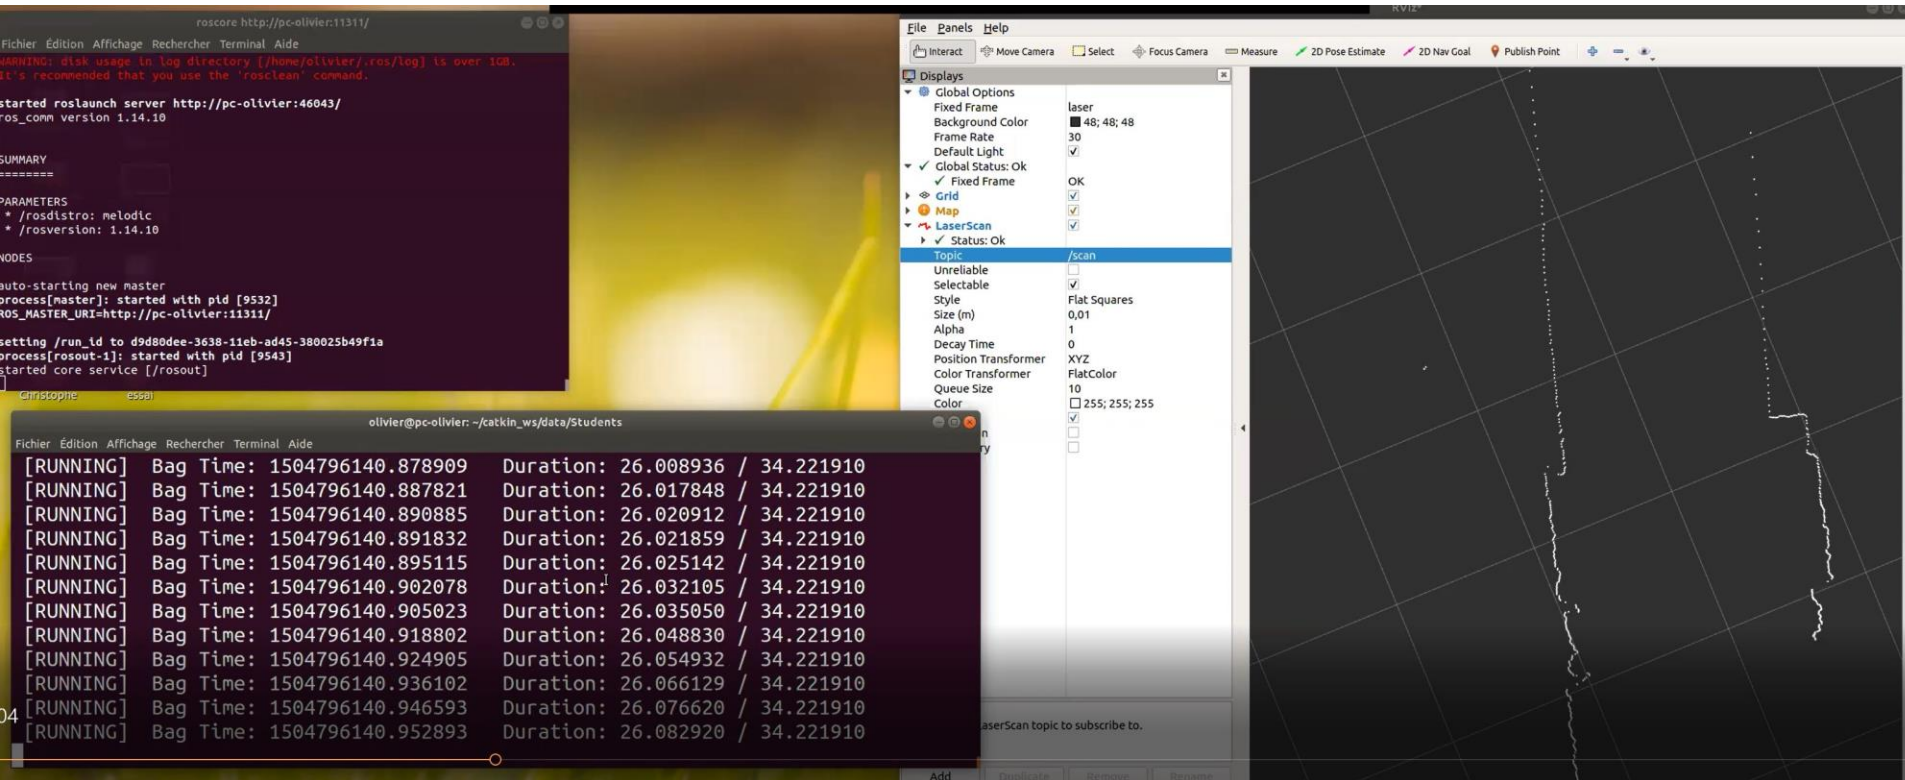 roscore http://pc-olivier:11311/
Fichier Édition Affichage Rechercher Terminal Aide
WARNING: disk usage in log directory [/home/olivier/.ros/log] is over 1GB.
It's recommended that you use the 'rosclean' command.
started roslaunch server http://pc-olivier:46043/
ros_comm version 1.14.10
SUMMARY
========
PARAMETERS
* /rosdistro: melodic
* /rosversion: 1.14.10
NODES
auto-starting new master
process[master]: started with pid [9532]
ROS_MASTER_URI=http://pc-olivier:11311/
setting /run_id to d9d80dee-3638-11eb-ad45-380025b49f1a
process[rosout-1]: started with pid [9543]
started core service [/rosout]
Christophe essai
olivier@pc-olivier: ~/catkin_ws/data/Students
Fichier Édition Affichage Rechercher Terminal Aide
[RUNNING] Bag Time: 1504796140.878909 Duration: 26.008936 / 34.221910
[RUNNING] Bag Time: 1504796140.887821 Duration: 26.017848 / 34.221910
[RUNNING] Bag Time: 1504796140.890885 Duration: 26.020912 / 34.221910
[RUNNING] Bag Time: 1504796140.891832 Duration: 26.021859 / 34.221910
[RUNNING] Bag Time: 1504796140.895115 Duration: 26.025142 / 34.221910
[RUNNING] Bag Time: 1504796140.902078 Duration: 26.032105 / 34.221910
[RUNNING] Bag Time: 1504796140.905023 Duration: 26.035050 / 34.221910
[RUNNING] Bag Time: 1504796140.918802 Duration: 26.048830 / 34.221910
[RUNNING] Bag Time: 1504796140.924905 Duration: 26.054932 / 34.221910
[RUNNING] Bag Time: 1504796140.936102 Duration: 26.066129 / 34.221910
[RUNNING] Bag Time: 1504796140.946593 Duration: 26.076620 / 34.221910
[RUNNING] Bag Time: 1504796140.952893 Duration: 26.082920 / 34.221910
04
RViz*
File Panels Help
Interact Move Camera Select Focus Camera Measure 2D Pose Estimate 2D Nav Goal Publish Point
Displays
Global Options
Fixed Frame laser
Background Color 48; 48; 48
Frame Rate 30
Default Light
Global Status: Ok
Fixed Frame OK
Grid
Map
LaserScan
Status: Ok
Topic /scan
Unreliable
Selectable
Style Flat Squares
Size (m) 0,01
Alpha 1
Decay Time 0
Position Transformer XYZ
Color Transformer FlatColor
Queue Size 10
Color 255; 255; 255
n
ry
aserScan topic to subscribe to.
Add Duplicate Remove Rename